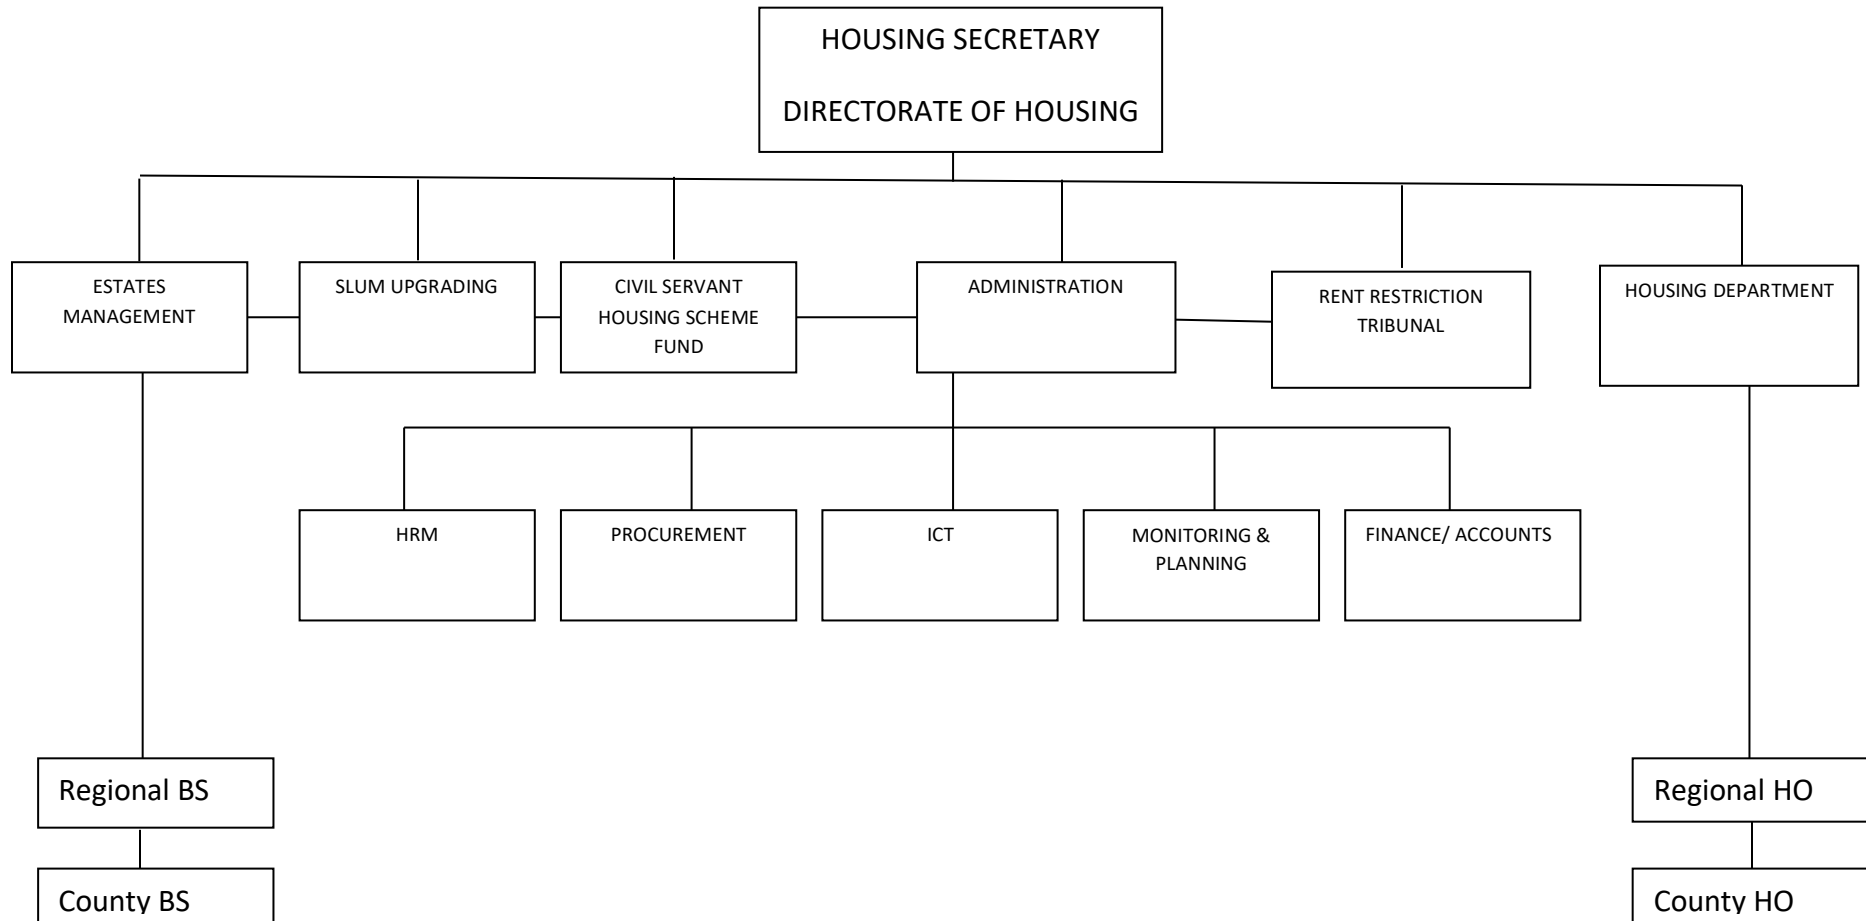 HOUSING SECRETARY
DIRECTORATE OF HOUSING
ESTATES
MANAGEMENT
SLUM UPGRADING
CIVIL SERVANT
HOUSING SCHEME
FUND
ADMINISTRATION
RENT RESTRICTION
TRIBUNAL
HOUSING DEPARTMENT
HRM
PROCUREMENT
ICT
MONITORING &
PLANNING
FINANCE/ ACCOUNTS
Regional BS
Regional HO
County BS
County HO